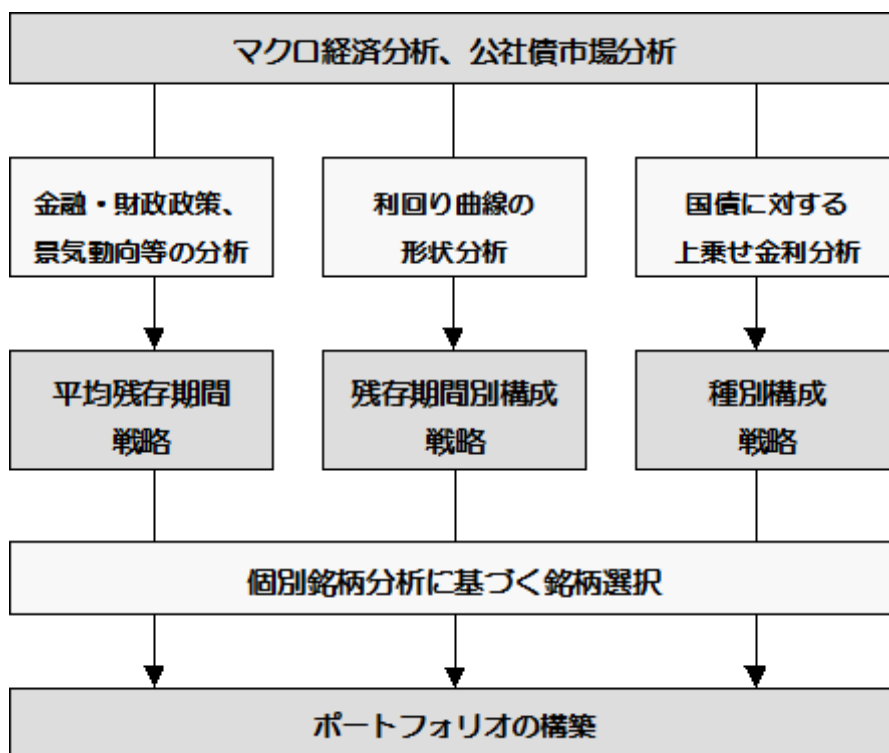 マクロ経済分析、公社債市場分析
金融・財政政策、
景気動向等の分析
利回り曲線の
形状分析
国債に対する
上乗せ金利分析
平均残存期間
戦略
残存期間別構成
戦略
種別構成
戦略
個別銘柄分析に基づく銘柄選択
ポートフォリオの構築